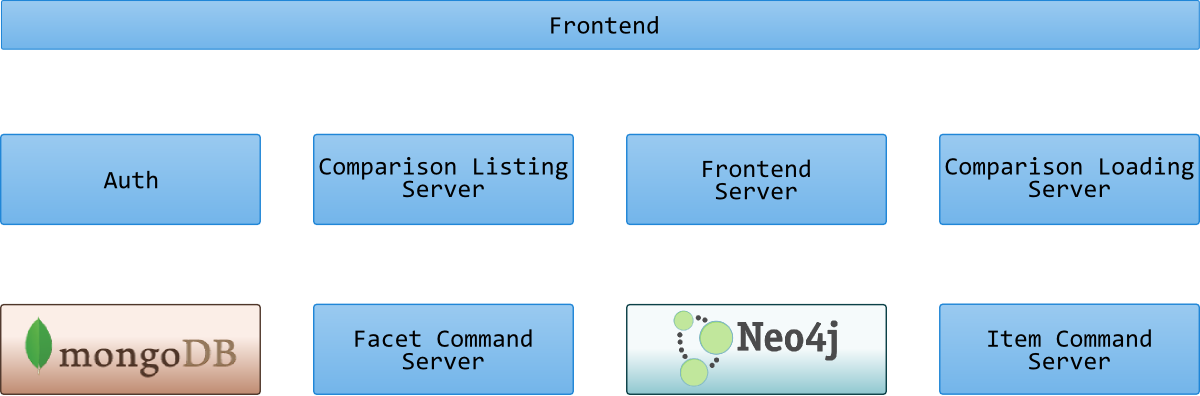 Frontend
Auth
Comparison Listing
Server
Frontend
Server
Comparison Loading
Server
mongoDB
Facet Command
Server
Neo4j
Item Command
Server